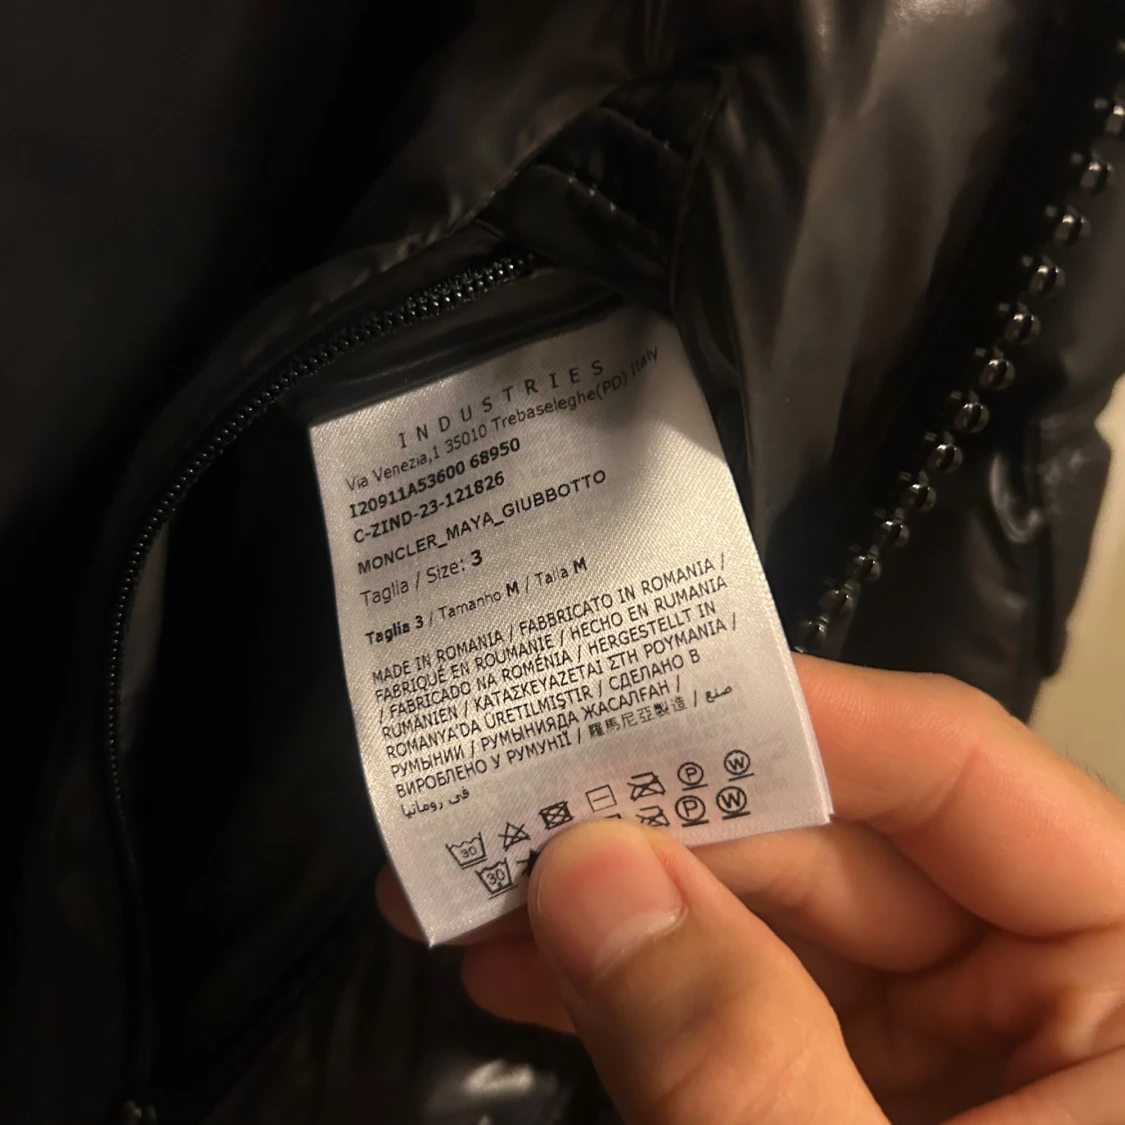 INDUSTRIES
Via Venezia,1 35010 Trebaseleghe(PD) Italy
I20911A53600 68950
C-ZIND-23-121826
MONCLER_MAYA_GIUBBOTTO
Taglia / Size: 3
Taglia 3 / Tamanho M / Talla M
MADE IN ROMANIA / FABBRICATO IN ROMANIA /
FABRIQUÉ EN ROUMANIE / HECHO EN RUMANIA
/ FABRICADO NA ROMÉNIA / HERGESTELLT IN
RUMÄNIEN / ΚΑΤΑΣΚΕΥΑΖΕΤΑΙ ΣΤΗ ΡΟΥΜΑΝΙΑ /
ROMANYA'DA ÜRETILMIŞTIR / СДЕЛАНО В
РУМЫНИИ / РУМЫНИЯДА ЖАСАЛҒАН /
ВИРОБЛЕНО У РУМУНІЇ / 羅馬尼亞製造 / صنع
في رومانيا
30 P W
30 P W